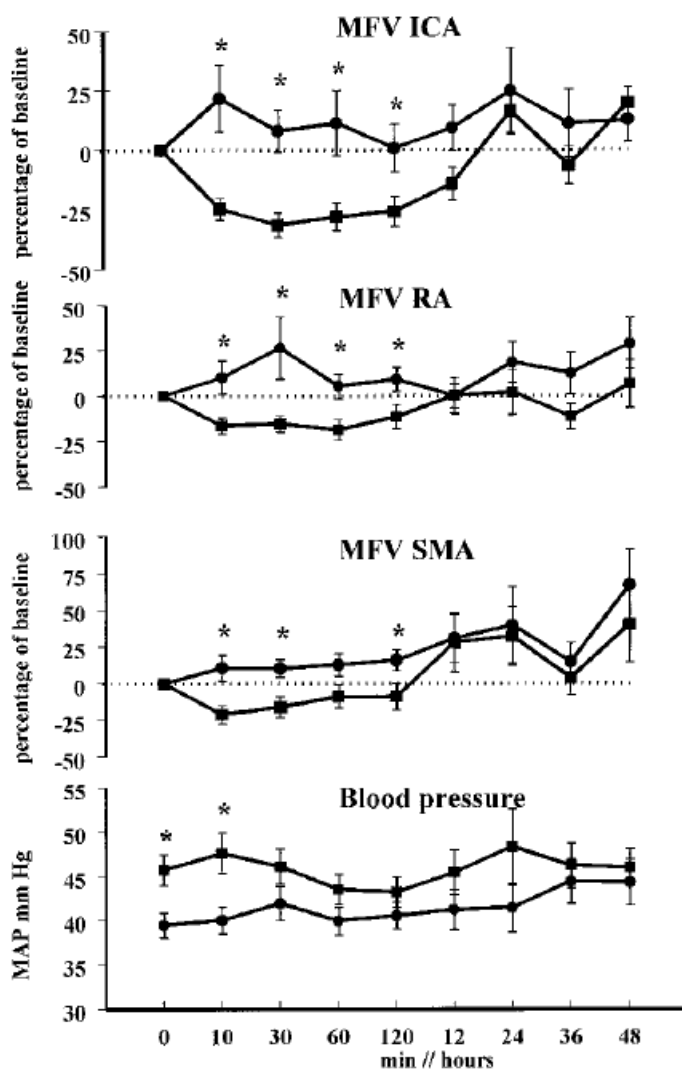 MFV ICA
percentage of baseline
50
25
0
-25
-50
* * * *
MFV RA
percentage of baseline
50
25
0
-25
-50
* * * *
MFV SMA
percentage of baseline
100
75
50
25
0
-25
-50
* * *
Blood pressure
MAP mm Hg
55
50
45
40
35
30
* *
0 10 30 60 120 12 24 36 48
min // hours